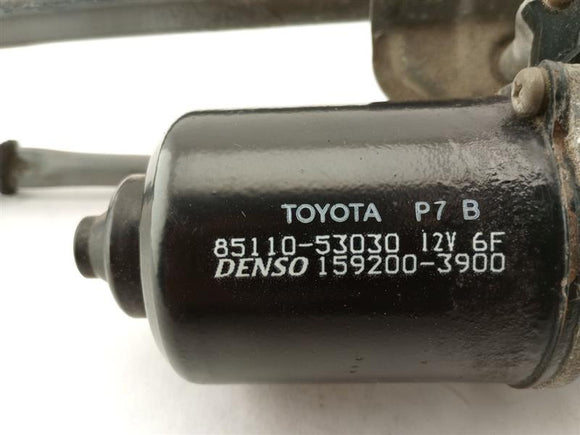 TOYOTA P7 B
85110-53030 12V 6F
DENSO 159200-3900